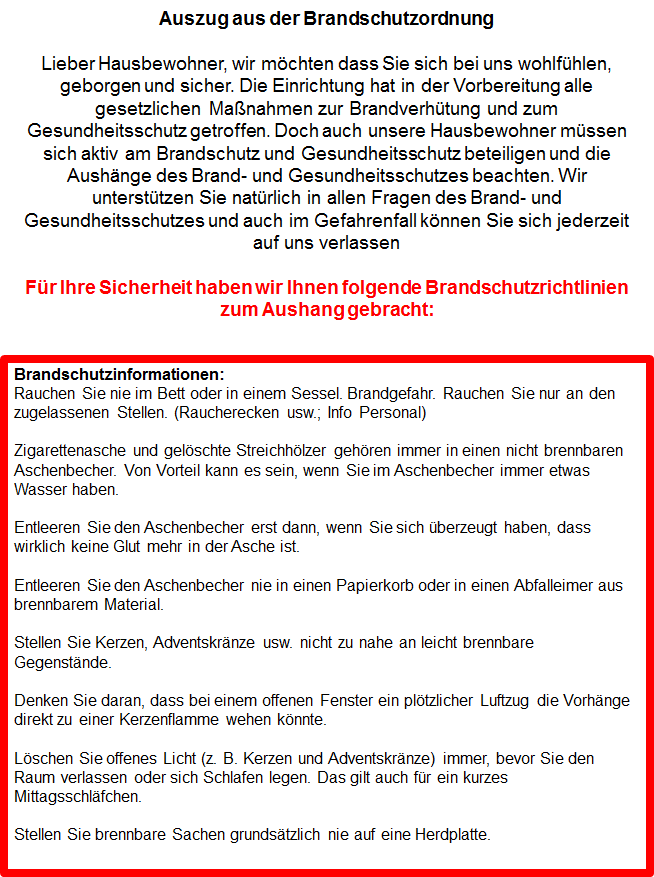 Auszug aus der Brandschutzordnung
Lieber Hausbewohner, wir möchten dass Sie sich bei uns wohlfühlen,
geborgen und sicher. Die Einrichtung hat in der Vorbereitung alle
gesetzlichen Maßnahmen zur Brandverhütung und zum
Gesundheitsschutz getroffen. Doch auch unsere Hausbewohner müssen
sich aktiv am Brandschutz und Gesundheitsschutz beteiligen und die
Aushänge des Brand- und Gesundheitsschutzes beachten. Wir
unterstützen Sie natürlich in allen Fragen des Brand- und
Gesundheitsschutzes und auch im Gefahrenfall können Sie sich jederzeit
auf uns verlassen
Für Ihre Sicherheit haben wir Ihnen folgende Brandschutzrichtlinien
zum Aushang gebracht:
Brandschutzinformationen:
Rauchen Sie nie im Bett oder in einem Sessel. Brandgefahr. Rauchen Sie nur an den
zugelassenen Stellen. (Raucherecken usw.; Info Personal)
Zigarettenasche und gelöschte Streichhölzer gehören immer in einen nicht brennbaren
Aschenbecher. Von Vorteil kann es sein, wenn Sie im Aschenbecher immer etwas
Wasser haben.
Entleeren Sie den Aschenbecher erst dann, wenn Sie sich überzeugt haben, dass
wirklich keine Glut mehr in der Asche ist.
Entleeren Sie den Aschenbecher nie in einen Papierkorb oder in einen Abfalleimer aus
brennbarem Material.
Stellen Sie Kerzen, Adventskränze usw. nicht zu nahe an leicht brennbare
Gegenstände.
Denken Sie daran, dass bei einem offenen Fenster ein plötzlicher Luftzug die Vorhänge
direkt zu einer Kerzenflamme wehen könnte.
Löschen Sie offenes Licht (z. B. Kerzen und Adventskränze) immer, bevor Sie den
Raum verlassen oder sich Schlafen legen. Das gilt auch für ein kurzes
Mittagsschläfchen.
Stellen Sie brennbare Sachen grundsätzlich nie auf eine Herdplatte.